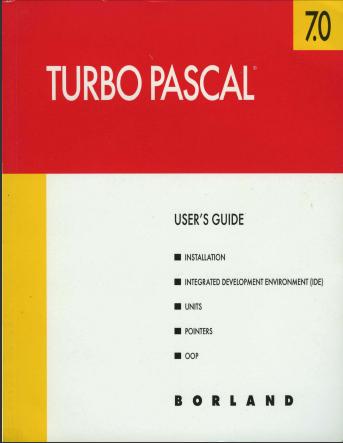 7.0
TURBO PASCAL®
USER'S GUIDE
■ INSTALLATION
■ INTEGRATED DEVELOPMENT ENVIRONMENT (IDE)
■ UNITS
■ POINTERS
■ OOP
BORLAND